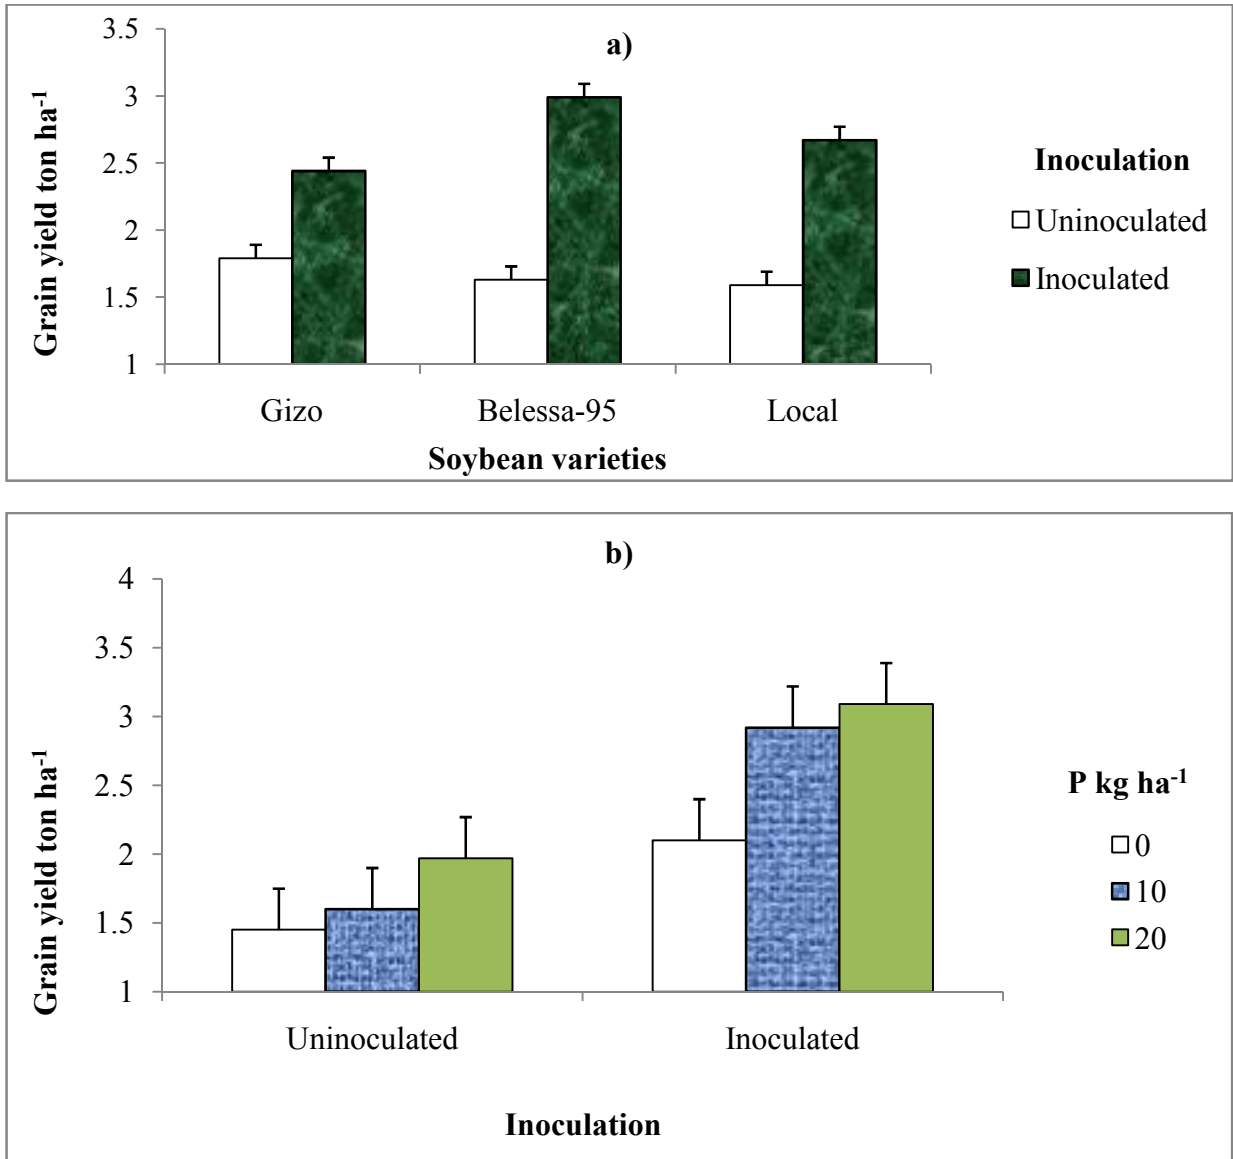 a)
Grain yield ton ha⁻¹
3.5
3
2.5
2
1.5
1
Gizo
Belessa-95
Local
Soybean varieties
Inoculation
Uninoculated
Inoculated
b)
Grain yield ton ha⁻¹
4
3.5
3
2.5
2
1.5
1
Uninoculated
Inoculated
Inoculation
P kg ha⁻¹
0
10
20